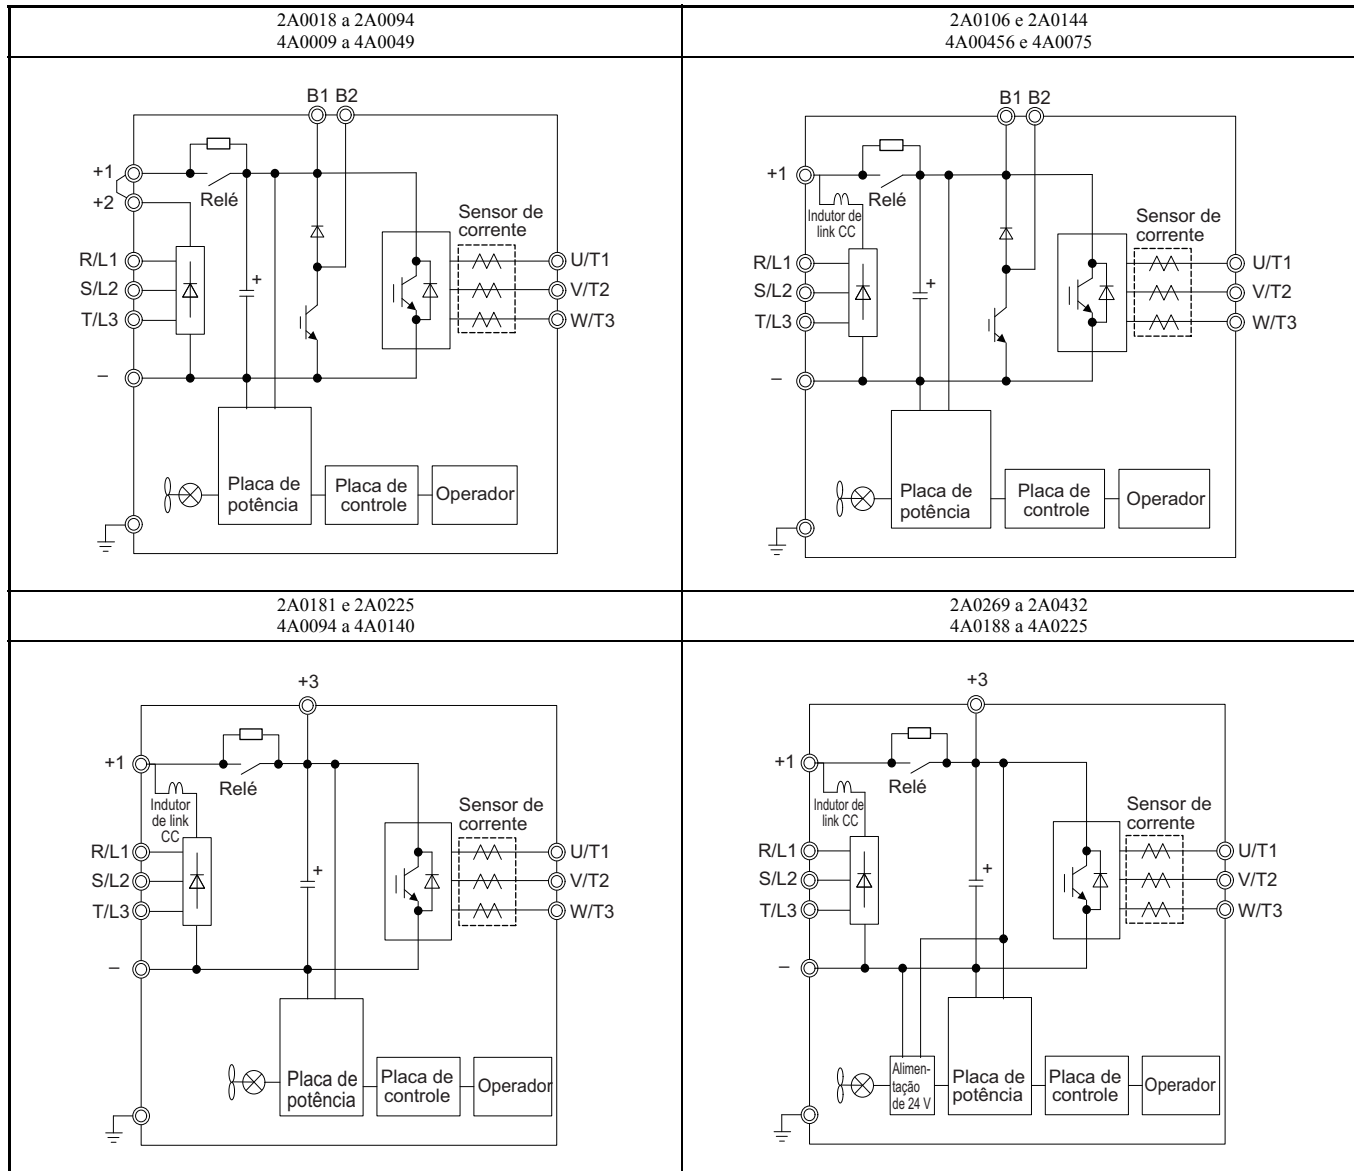 2A0018 a 2A0094
4A0009 a 4A0049
B1 B2
+1
Relé
+2
Sensor de
corrente
R/L1
U/T1
+
S/L2
V/T2
T/L3
W/T3
–
Placa de
potência
Placa de
controle
Operador
2A0106 e 2A0144
4A00456 e 4A0075
B1 B2
+1
Relé
Indutor de
link CC
Sensor de
corrente
R/L1
U/T1
+
S/L2
V/T2
T/L3
W/T3
–
Placa de
potência
Placa de
controle
Operador
2A0181 e 2A0225
4A0094 a 4A0140
+3
+1
Relé
Indutor
de link
CC
Sensor de
corrente
R/L1
U/T1
+
S/L2
V/T2
T/L3
W/T3
–
Placa de
potência
Placa de
controle
Operador
2A0269 a 2A0432
4A0188 a 4A0225
+3
+1
Relé
Indutor de
link CC
Sensor de
corrente
R/L1
U/T1
+
S/L2
V/T2
T/L3
W/T3
–
Alimen-
tação
de 24 V
Placa de
potência
Placa de
controle
Operador